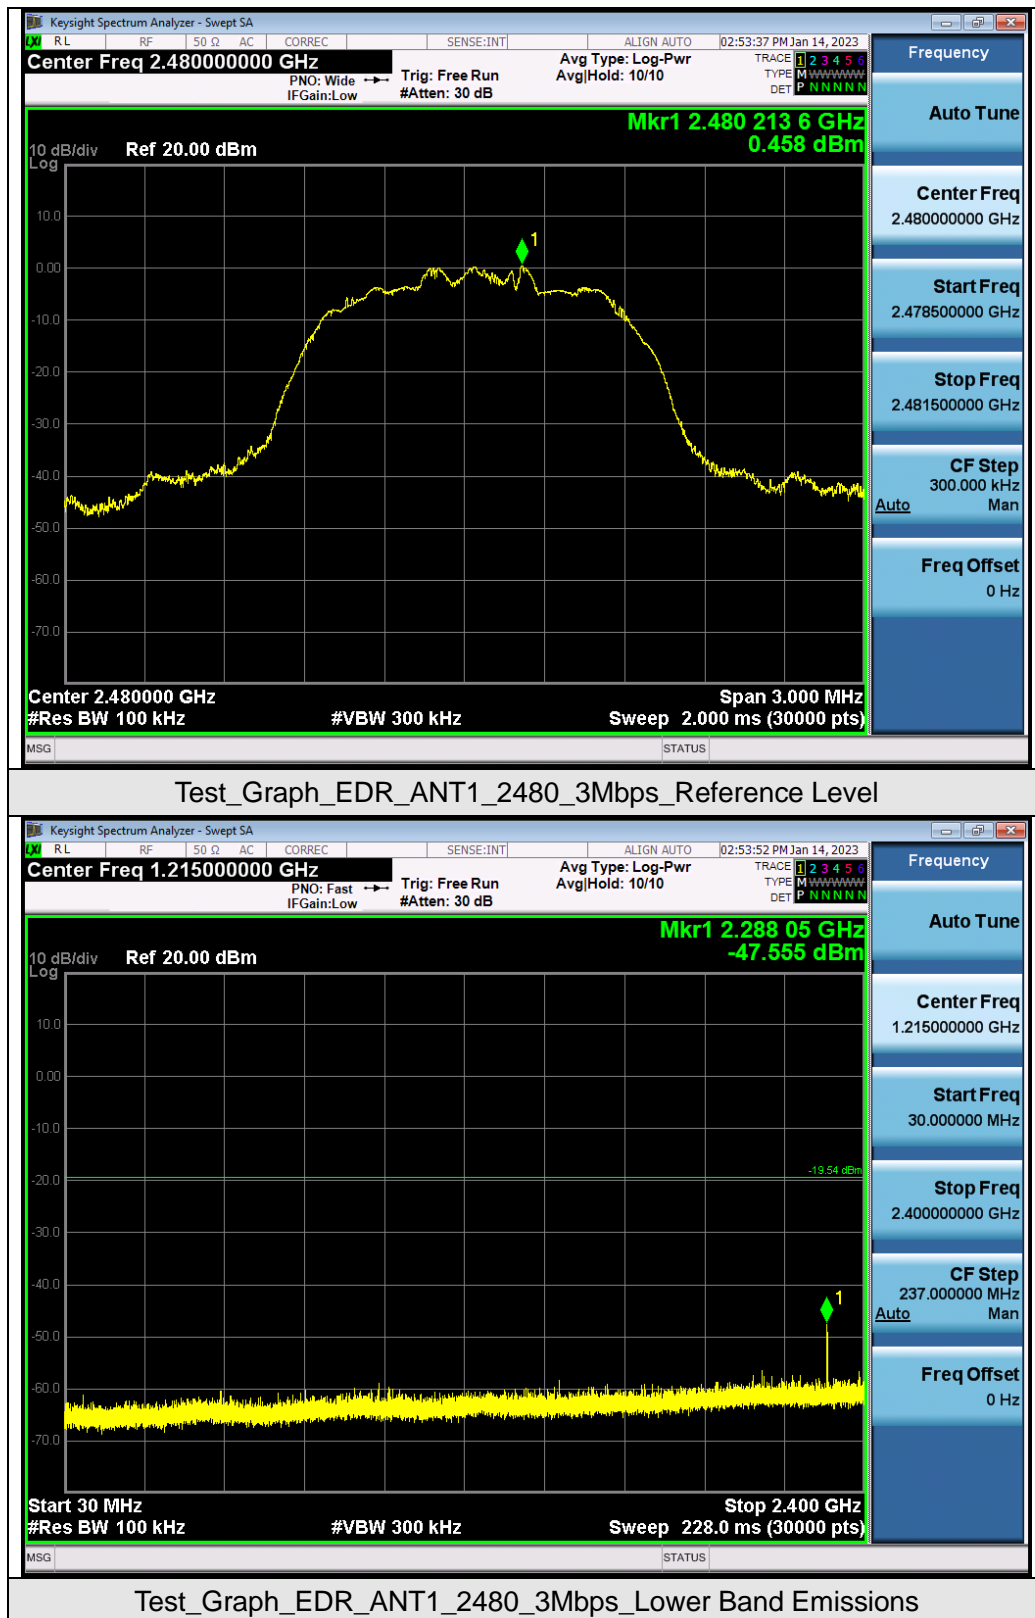 Keysight Spectrum Analyzer - Swept SA
LXI RL RF 50 Ω AC CORREC SENSE:INT ALIGN AUTO 02:53:37 PM Jan 14, 2023
Center Freq 2.480000000 GHz
PNO: Wide
IFGain:Low
Trig: Free Run
#Atten: 30 dB
Avg Type: Log-Pwr
Avg|Hold: 10/10
TRACE 1 2 3 4 5 6
TYPE M WWWWW
DET P N N N N N
Mkr1 2.480 213 6 GHz
0.458 dBm
10 dB/div Ref 20.00 dBm
Log
10.0
0.00
-10.0
-20.0
-30.0
-40.0
-50.0
-60.0
-70.0
1
Center 2.480000 GHz Span 3.000 MHz
#Res BW 100 kHz #VBW 300 kHz Sweep 2.000 ms (30000 pts)
MSG STATUS
Frequency
Auto Tune
Center Freq
2.480000000 GHz
Start Freq
2.478500000 GHz
Stop Freq
2.481500000 GHz
CF Step
300.000 kHz
Auto Man
Freq Offset
0 Hz
Test_Graph_EDR_ANT1_2480_3Mbps_Reference Level
Keysight Spectrum Analyzer - Swept SA
LXI RL RF 50 Ω AC CORREC SENSE:INT ALIGN AUTO 02:53:52 PM Jan 14, 2023
Center Freq 1.215000000 GHz
PNO: Fast
IFGain:Low
Trig: Free Run
#Atten: 30 dB
Avg Type: Log-Pwr
Avg|Hold: 10/10
TRACE 1 2 3 4 5 6
TYPE M WWWWW
DET P N N N N N
Mkr1 2.288 05 GHz
-47.555 dBm
10 dB/div Ref 20.00 dBm
Log
10.0
0.00
-10.0
-20.0
-30.0
-40.0
-50.0
-60.0
-70.0
-19.54 dBm
1
Start 30 MHz Stop 2.400 GHz
#Res BW 100 kHz #VBW 300 kHz Sweep 228.0 ms (30000 pts)
MSG STATUS
Frequency
Auto Tune
Center Freq
1.215000000 GHz
Start Freq
30.000000 MHz
Stop Freq
2.400000000 GHz
CF Step
237.000000 MHz
Auto Man
Freq Offset
0 Hz
Test_Graph_EDR_ANT1_2480_3Mbps_Lower Band Emissions